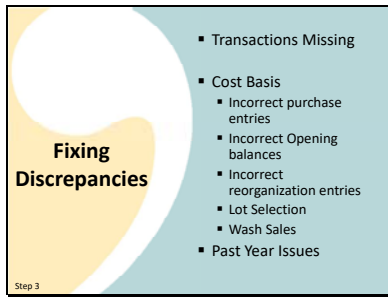 Fixing
Discrepancies
▪ Transactions Missing
▪ Cost Basis
▪ Incorrect purchase
entries
▪ Incorrect Opening
balances
▪ Incorrect
reorganization entries
▪ Lot Selection
▪ Wash Sales
▪ Past Year Issues
Step 3